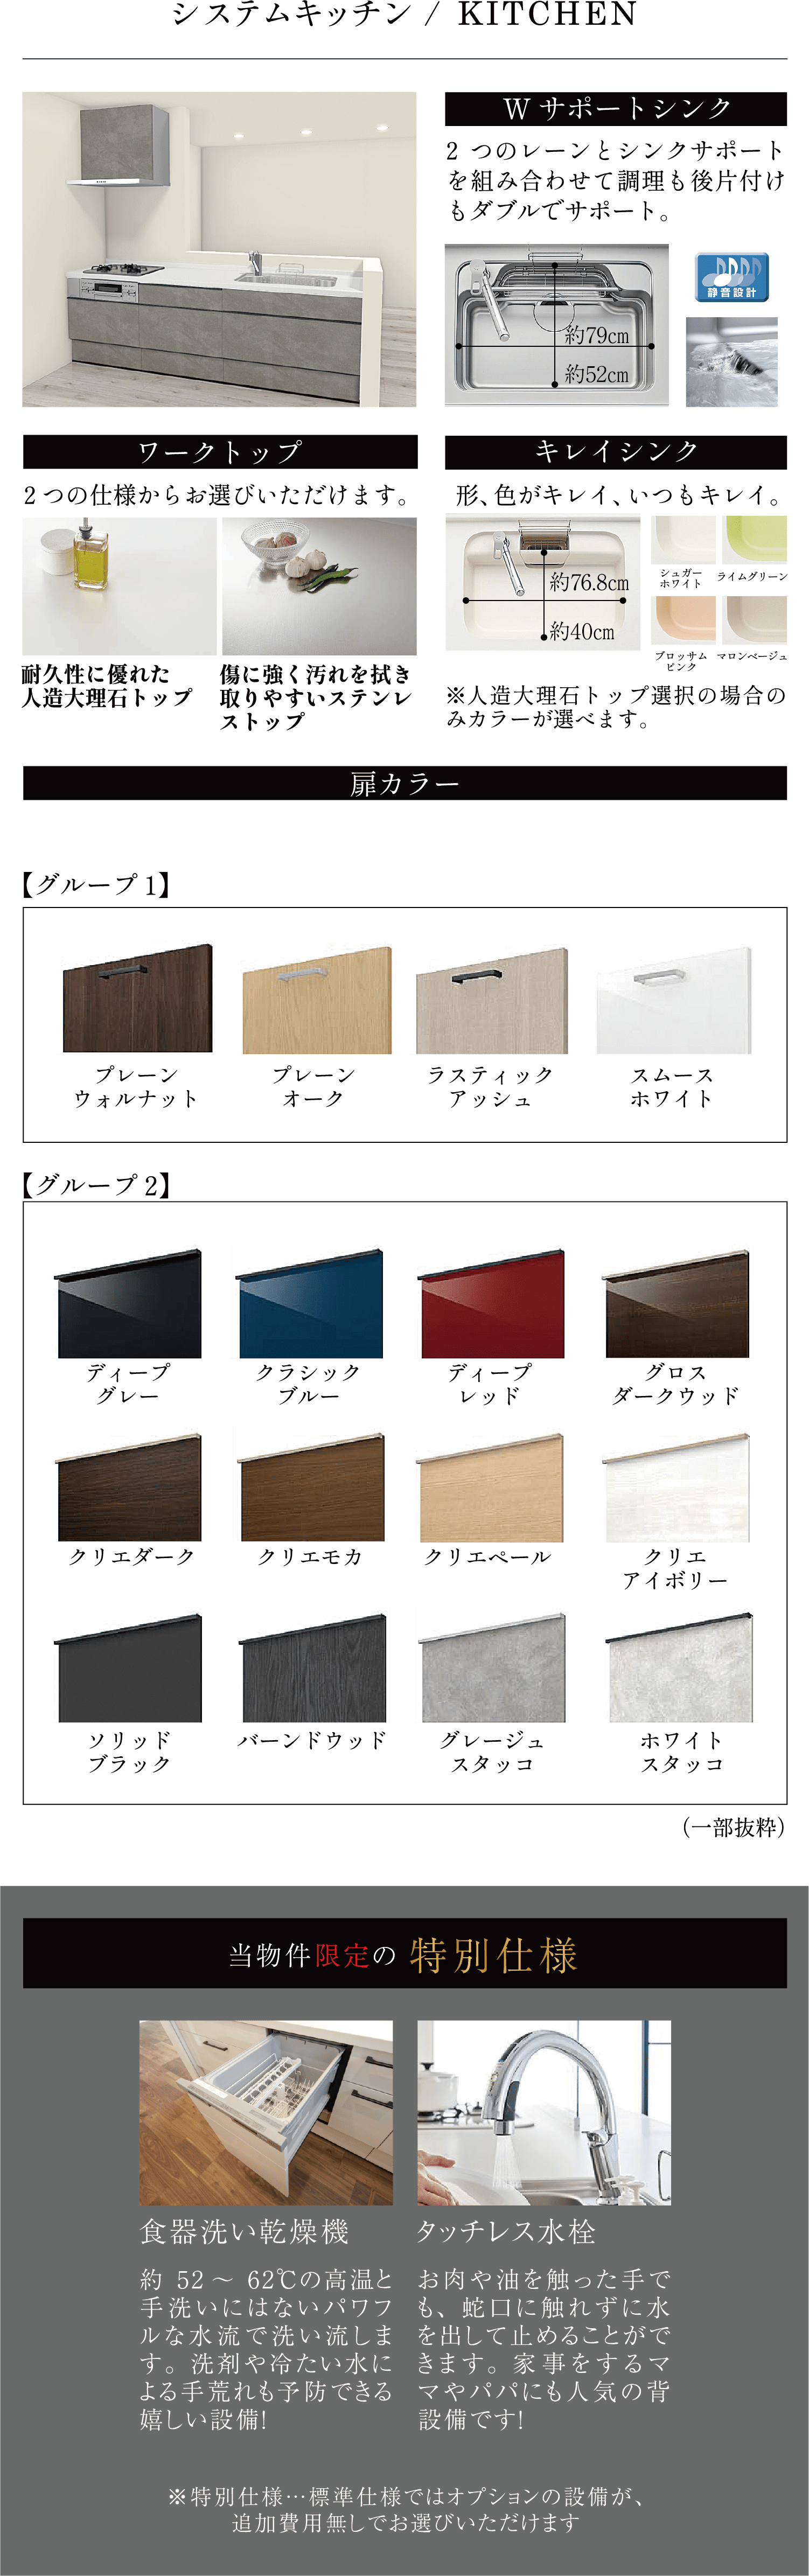 システムキッチン / KITCHEN
Wサポートシンク
2 つのレーンとシンクサポート
を組み合わせて調理も後片付け
もダブルでサポート。
静音設計
約79cm
約52cm
ワークトップ
2つの仕様からお選びいただけます。
耐久性に優れた
人造大理石トップ
傷に強く汚れを拭き
取りやすいステンレ
ストップ
キレイシンク
形、色がキレイ、いつもキレイ。
約76.8cm
約40cm
シュガー
ホワイト
ライムグリーン
ブロッサム
ピンク
マロンベージュ
※人造大理石トップ選択の場合の
みカラーが選べます。
扉カラー
【グループ1】
プレーン
ウォルナット
プレーン
オーク
ラスティック
アッシュ
スムース
ホワイト
【グループ2】
ディープ
グレー
クラシック
ブルー
ディープ
レッド
グロス
ダークウッド
クリエダーク
クリエモカ
クリエペール
クリエ
アイボリー
ソリッド
ブラック
バーンドウッド
グレージュ
スタッコ
ホワイト
スタッコ
（一部抜粋）
当物件限定の 特別仕様
食器洗い乾燥機
約 52 ～ 62℃の高温と
手洗いにはないパワフ
ルな水流で洗い流しま
す。洗剤や冷たい水に
よる手荒れも予防できる
嬉しい設備!
タッチレス水栓
お肉や油を触った手で
も、蛇口に触れずに水
を出して止めることがで
きます。家事をするマ
マやパパにも人気の背
設備です!
※特別仕様…標準仕様ではオプションの設備が、
追加費用無しでお選びいただけます